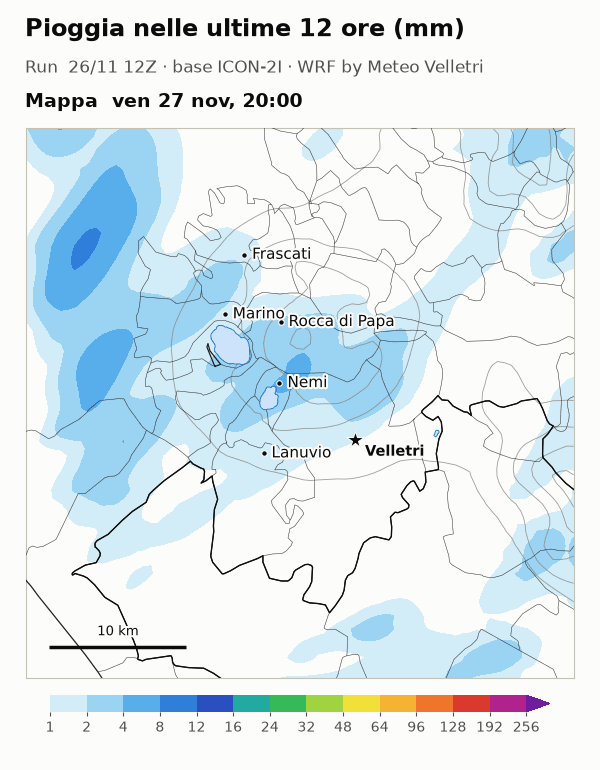 Pioggia nelle ultime 12 ore (mm)
Run  26/11 12Z · base ICON-2I · WRF by Meteo Velletri
Mappa  ven 27 nov, 20:00
Frascati
Marino
Rocca di Papa
Nemi
Velletri
Lanuvio
10 km
1 2 4 8 12 16 24 32 48 64 96 128 192 256